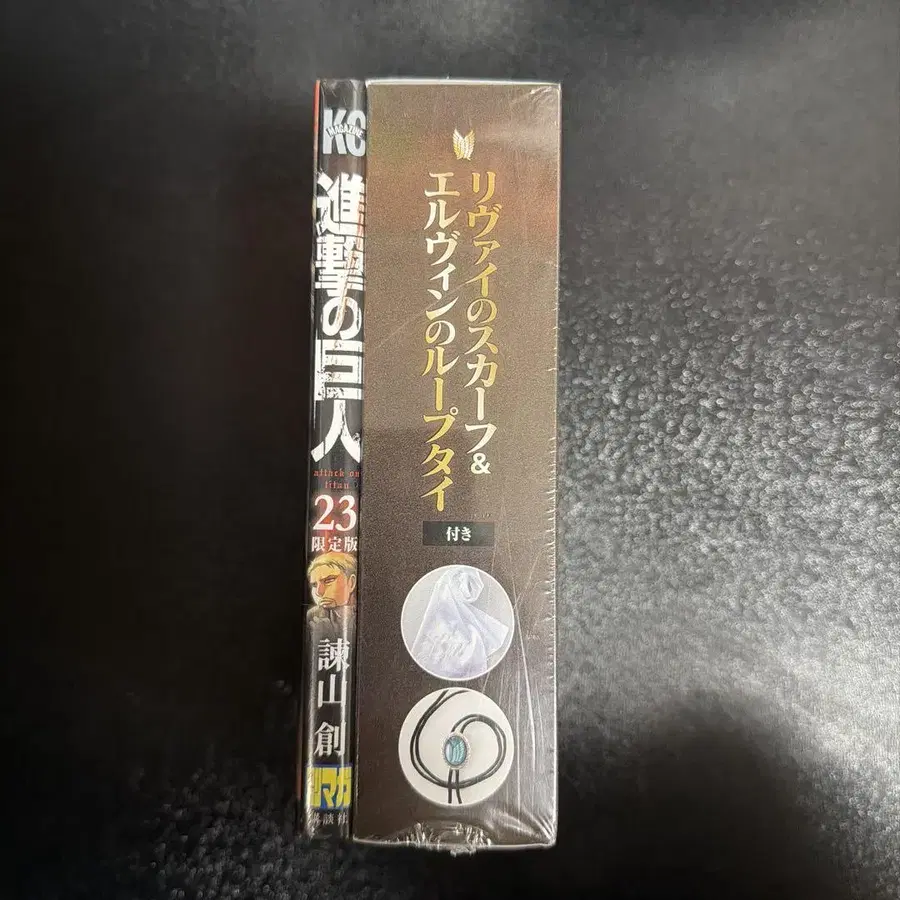 KC
MAGAZINE
進撃の巨人
attack on
titan
23
限定版
諫山創
講談社
リヴァイのスカーフ&
エルヴィンのループタイ
付き